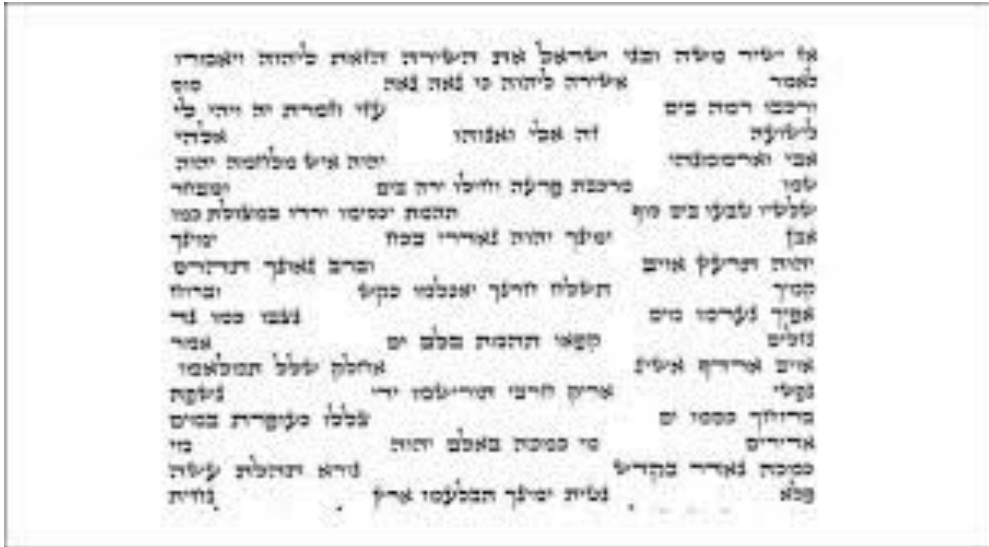 אז ישיר משה ובני ישראל את השירה הזאת ליהוה ויאמרו
לאמר אשירה ליהוה כי גאה גאה סוס
ורכבו רמה בים עזי וזמרת יה ויהי לי
לישועה זה אלי ואנוהו אלהי
אבי וארממנהו יהוה איש מלחמה יהוה
שמו מרכבת פרעה וחילו ירה בים ומבחר
שלשיו טבעו בים סוף תהמת יכסימו ירדו במצולת כמו
אבן ימינך יהוה נאדרי בכח ימינך
יהוה תרעץ אויב וברב גאונך תהרס
קמיך תשלח חרנך יאכלמו כקש וברוח
אפיך נערמו מים נצבו כמו נד
נזלים קפאו תהמת בלב ים אמר
אויב ארדף אשיג אחלק שלל תמלאמו
נפשי אריק חרבי תורישמו ידי נשפת
ברוחך כסמו ים צללו כעופרת במים
אדירים מי כמכה באלם יהוה מי
כמכה נאדר בקדש נורא תהלת עשה
פלא נטית ימינך תבלעמו ארץ נחית